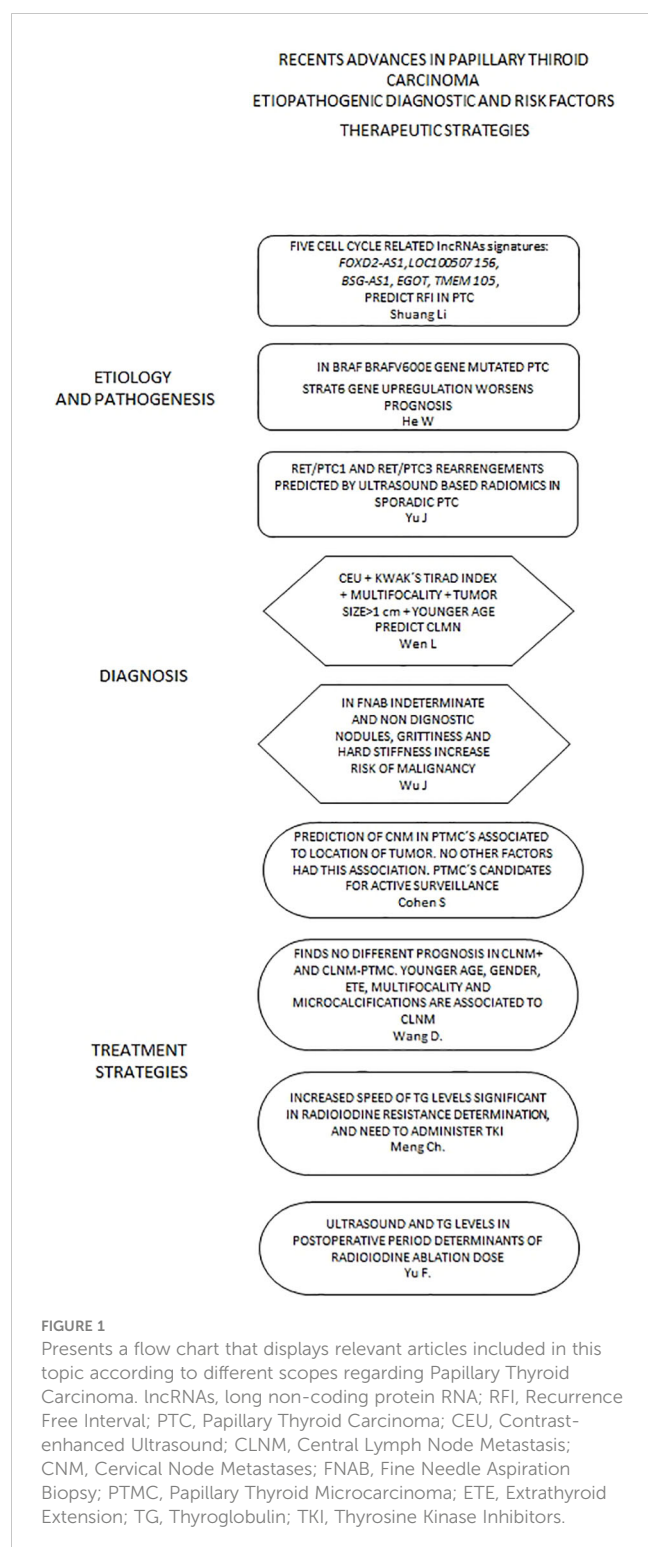 RECENTS ADVANCES IN PAPILLARY THIROID
CARCINOMA
ETIOPATHOGENIC DIAGNOSTIC AND RISK FACTORS
THERAPEUTIC STRATEGIES
FIVE CELL CYCLE RELATED lncRNAs signatures:
FOXD2-AS1,LOC100507156,
BSG-AS1, EGOT, TMEM 105,
PREDICT RFI IN PTC
Shuang Li
ETIOLOGY
AND PATHOGENESIS
IN BRAF BRAFV600E GENE MUTATED PTC
STRAT6 GENE UPREGULATION WORSENS
PROGNOSIS
He W
RET/PTC1 AND RET/PTC3 REARRENGEMENTS
PREDICTED BY ULTRASOUND BASED RADIOMICS IN
SPORADIC PTC
Yu J
CEU + KWAK´S TIRAD INDEX
+ MULTIFOCALITY + TUMOR
SIZE>1 cm + YOUNGER AGE
PREDICT CLMN
Wen L
DIAGNOSIS
IN FNAB INDETERMINATE
AND NON DIGNOSTIC
NODULES, GRITTINESS AND
HARD STIFFNESS INCREASE
RISK OF MALIGNANCY
Wu J
PREDICTION OF CNM IN PTMC´S ASSOCIATED
TO LOCATION OF TUMOR. NO OTHER FACTORS
HAD THIS ASSOCIATION. PTMC´S CANDIDATES
FOR ACTIVE SURVEILLANCE
Cohen S
FINDS NO DIFFERENT PROGNOSIS IN CLNM+
AND CLNM-PTMC. YOUNGER AGE, GENDER,
ETE, MULTIFOCALITY AND
MICROCALCIFICATIONS ARE ASSOCIATED TO
CLNM
Wang D.
TREATMENT
STRATEGIES
INCREASED SPEED OF TG LEVELS SIGNIFICANT
IN RADIOIODINE RESISTANCE DETERMINATION,
AND NEED TO ADMINISTER TKI
Meng Ch.
ULTRASOUND AND TG LEVELS IN
POSTOPERATIVE PERIOD DETERMINANTS OF
RADIOIODINE ABLATION DOSE
Yu F.
FIGURE 1
Presents a flow chart that displays relevant articles included in this
topic according to different scopes regarding Papillary Thyroid
Carcinoma. lncRNAs, long non-coding protein RNA; RFI, Recurrence
Free Interval; PTC, Papillary Thyroid Carcinoma; CEU, Contrast-
enhanced Ultrasound; CLNM, Central Lymph Node Metastasis;
CNM, Cervical Node Metastases; FNAB, Fine Needle Aspiration
Biopsy; PTMC, Papillary Thyroid Microcarcinoma; ETE, Extrathyroid
Extension; TG, Thyroglobulin; TKI, Thyrosine Kinase Inhibitors.